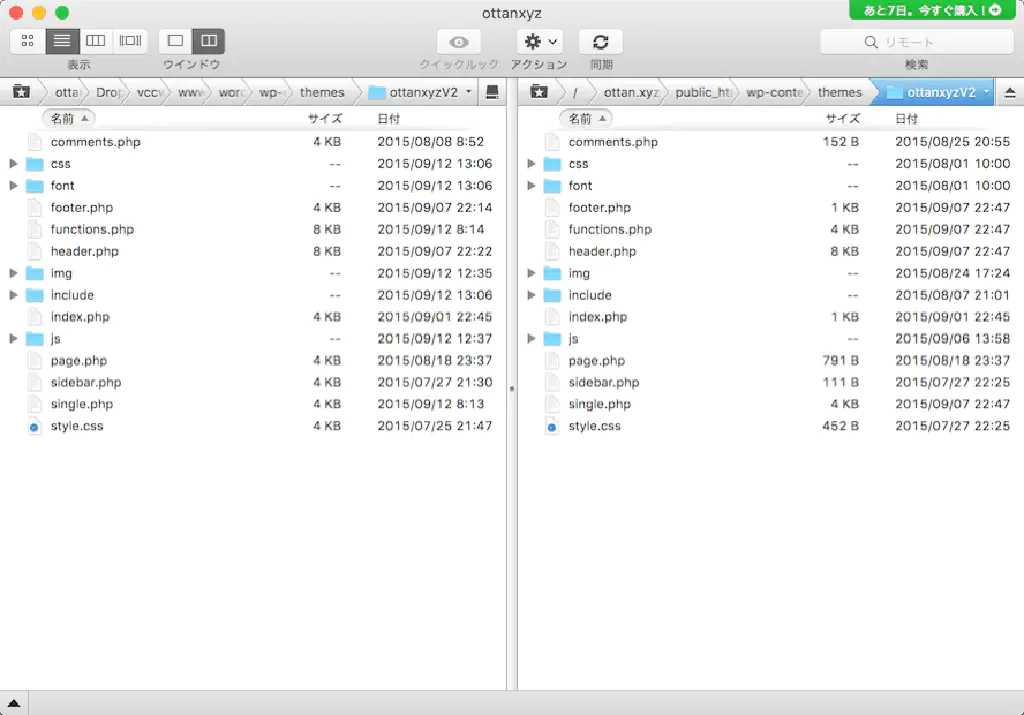 ottanxyz
あと7日。今すぐ購入!
リモート
表示
ウインドウ
クイックルック
アクション
同期
検索
otta Drop vccw www word wp- themes ottanxyzV2
/ ottan.xyz public_ht wp-conte themes ottanxyzV2
名前 サイズ 日付
comments.php 4 KB 2015/08/08 8:52
css -- 2015/09/12 13:06
font -- 2015/09/12 13:06
footer.php 4 KB 2015/09/07 22:14
functions.php 8 KB 2015/09/12 8:14
header.php 8 KB 2015/09/07 22:22
img -- 2015/09/12 12:35
include -- 2015/09/12 13:06
index.php 4 KB 2015/09/01 22:45
js -- 2015/09/12 12:37
page.php 4 KB 2015/08/18 23:37
sidebar.php 4 KB 2015/07/27 21:30
single.php 4 KB 2015/09/12 8:13
style.css 4 KB 2015/07/25 21:47
名前 サイズ 日付
comments.php 152 B 2015/08/25 20:55
css -- 2015/08/01 10:00
font -- 2015/08/01 10:00
footer.php 1 KB 2015/09/07 22:47
functions.php 4 KB 2015/09/07 22:47
header.php 8 KB 2015/09/07 22:47
img -- 2015/08/24 17:24
include -- 2015/08/07 21:01
index.php 1 KB 2015/09/01 22:45
js -- 2015/09/06 13:58
page.php 791 B 2015/08/18 23:37
sidebar.php 111 B 2015/07/27 22:25
single.php 4 KB 2015/09/07 22:47
style.css 452 B 2015/07/27 22:25